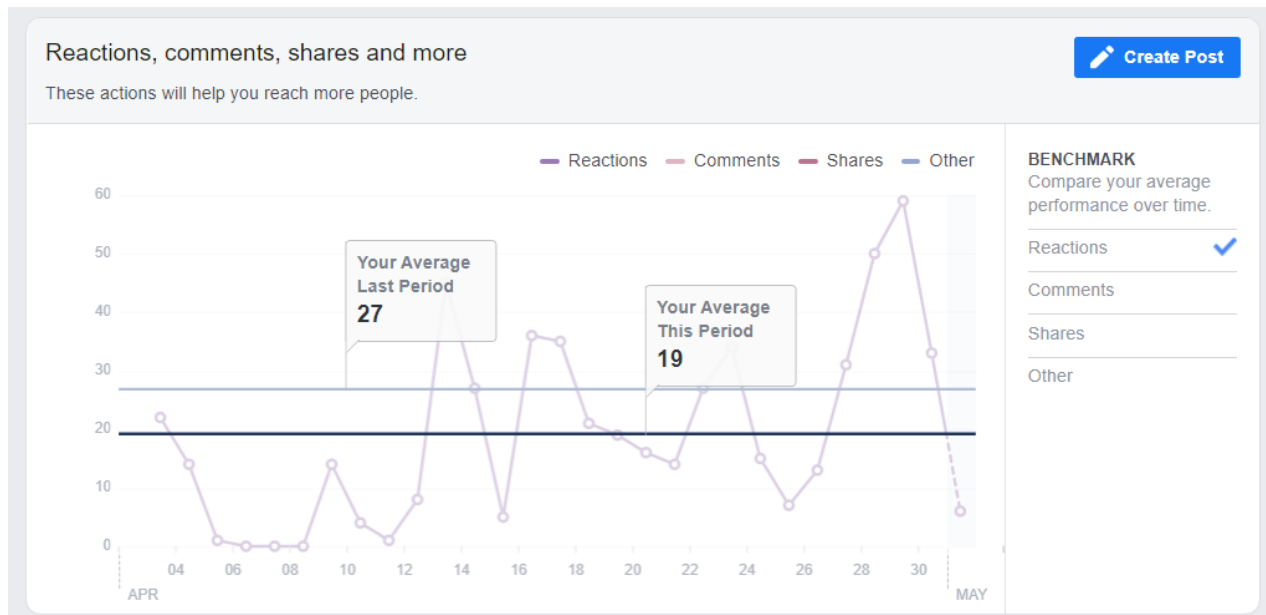 Reactions, comments, shares and more
These actions will help you reach more people.
Create Post
Reactions Comments Shares Other
60
50
40
30
20
10
0
Your Average
Last Period
27
Your Average
This Period
19
04 06 08 10 12 14 16 18 20 22 24 26 28 30
APR MAY
BENCHMARK
Compare your average
performance over time.
Reactions
Comments
Shares
Other